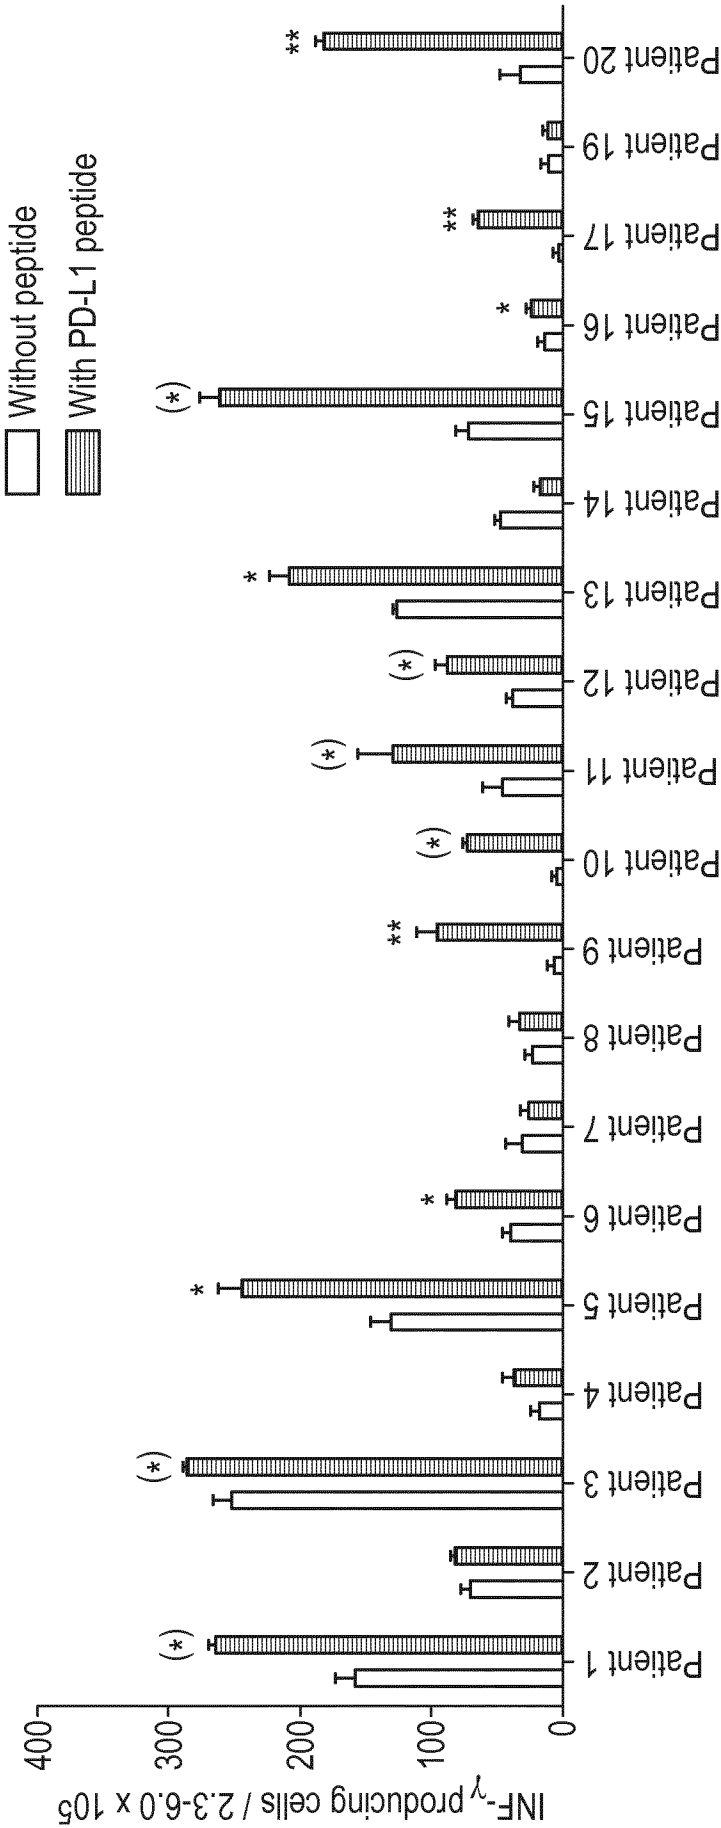 Without peptide
With PD-L1 peptide
INF-γ producing cells / 2.3-6.0 x 10⁵
400
300
200
100
0
(*)
(*)
*
*
**
(*)
(*)
(*)
*
(*)
*
**
**
Patient 1
Patient 2
Patient 3
Patient 4
Patient 5
Patient 6
Patient 7
Patient 8
Patient 9
Patient 10
Patient 11
Patient 12
Patient 13
Patient 14
Patient 15
Patient 16
Patient 17
Patient 19
Patient 20